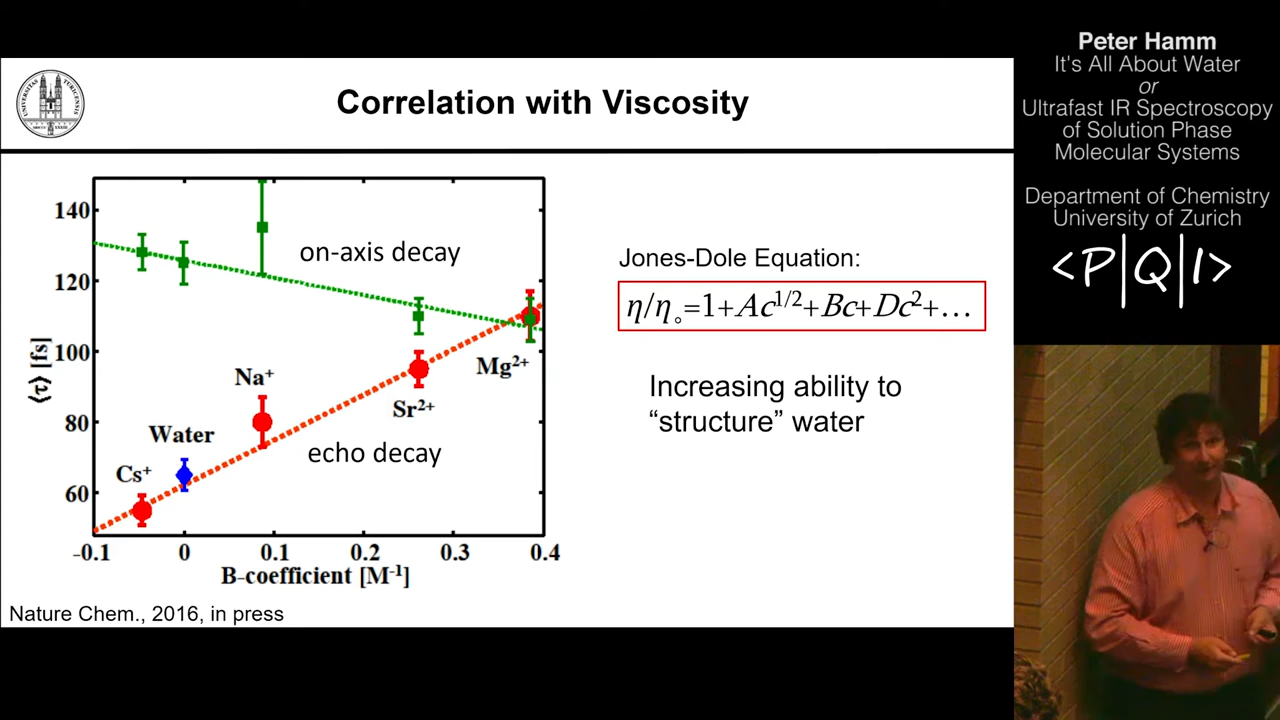 Correlation with Viscosity
140
120
100
80
60
-0.1
0
0.1
0.2
0.3
0.4
⟨τ⟩ [fs]
B-coefficient [M⁻¹]
on-axis decay
echo decay
Cs⁺
Water
Na⁺
Sr²⁺
Mg²⁺
Jones-Dole Equation:
η/η∘=1+Ac^1/2+Bc+Dc²+…
Increasing ability to
“structure” water
Nature Chem., 2016, in press
Peter Hamm
It's All About Water
or
Ultrafast IR Spectroscopy
of Solution Phase
Molecular Systems
Department of Chemistry
University of Zurich
<P|Q|I>